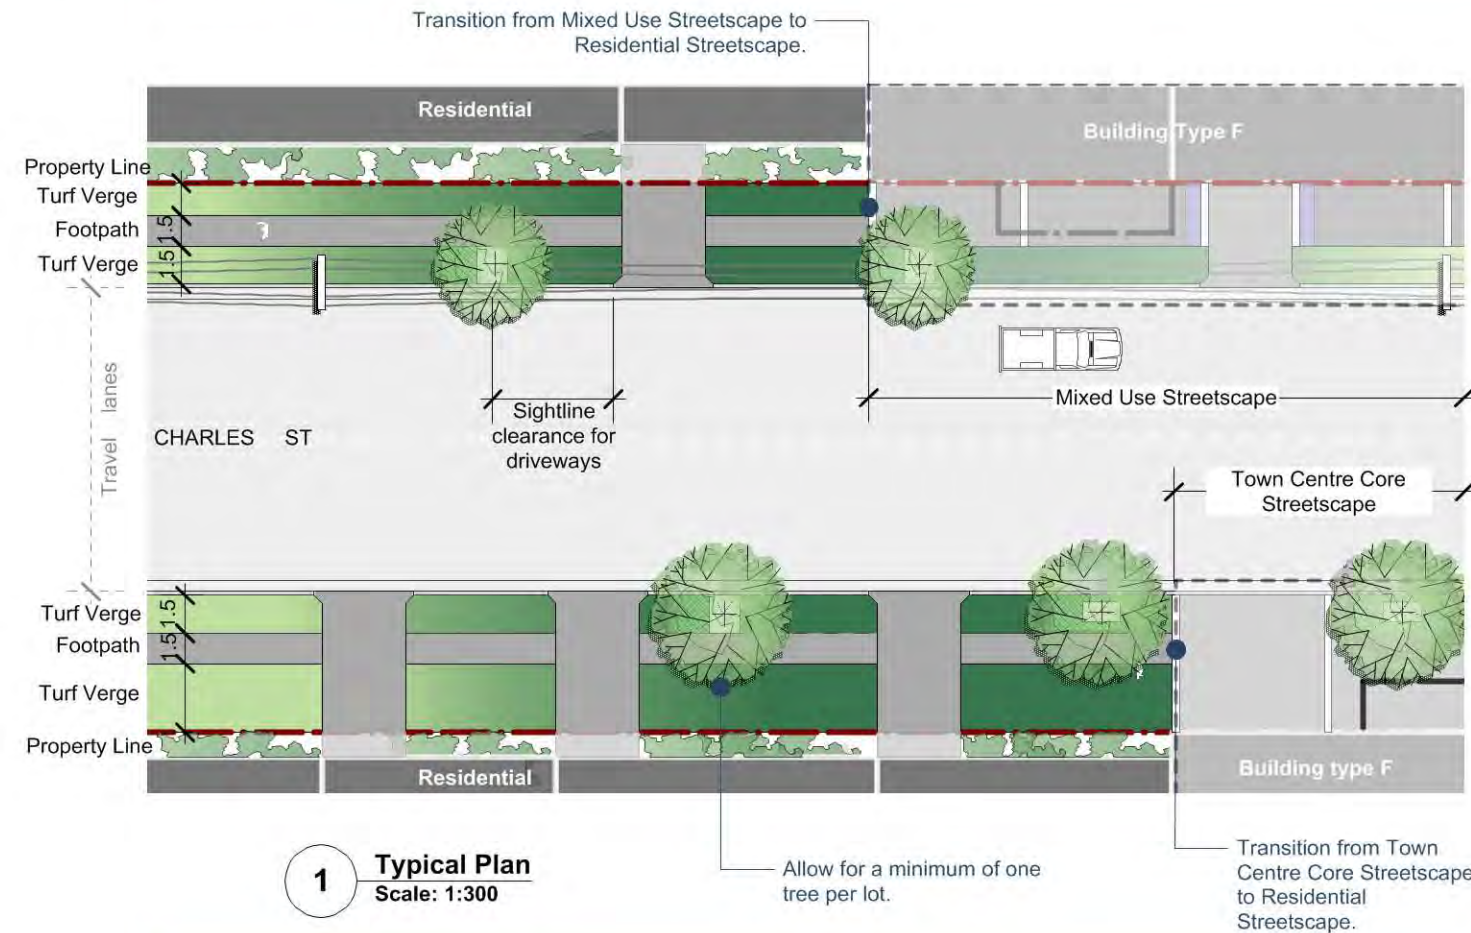 Transition from Mixed Use Streetscape to
Residential Streetscape.
Residential
Building Type F
Property Line
Turf Verge
Footpath
Turf Verge
1.5
1.5
Travel lanes
CHARLES ST
Sightline
clearance for
driveways
Mixed Use Streetscape
Town Centre Core
Streetscape
Turf Verge
Footpath
Turf Verge
Property Line
1.5
1.5
Residential
Building type F
1
Typical Plan
Scale: 1:300
Allow for a minimum of one
tree per lot.
Transition from Town
Centre Core Streetscape
to Residential
Streetscape.